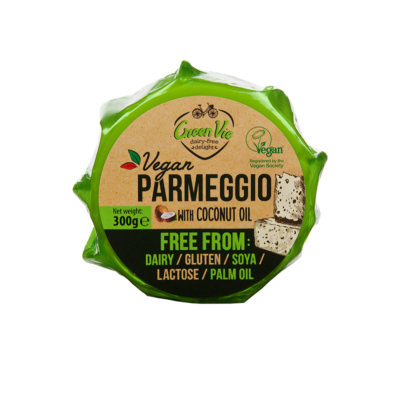 Green Vie
dairy-free
delights
Vegan
Vegan
Registered by the
Vegan Society
PARMEGGIO
WITH COCONUT OIL
Net weight:
300g e
FREE FROM:
DAIRY / GLUTEN / SOYA /
LACTOSE / PALM OIL